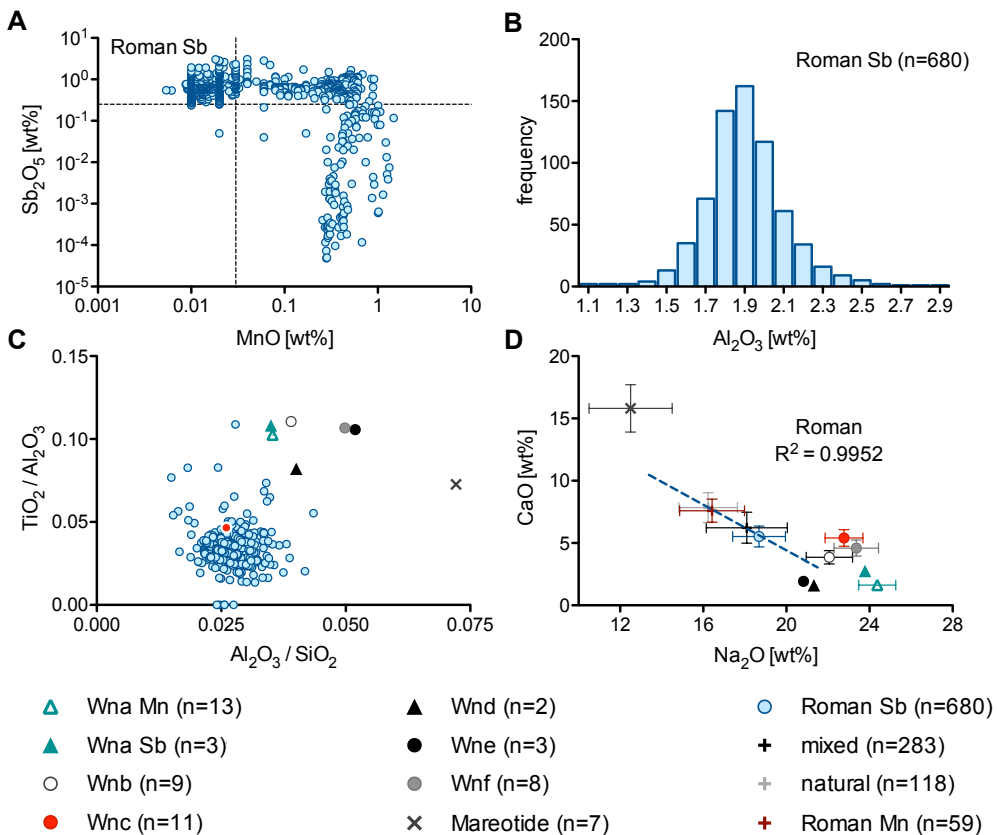 A
Roman Sb
10¹
10⁰
10⁻¹
10⁻²
10⁻³
10⁻⁴
10⁻⁵
Sb₂O₅ [wt%]
0.001 0.01 0.1 1 10
MnO [wt%]
B
Roman Sb (n=680)
200
150
100
50
0
frequency
1.1 1.3 1.5 1.7 1.9 2.1 2.3 2.5 2.7 2.9
Al₂O₃ [wt%]
C
0.15
0.10
0.05
0.00
TiO₂ / Al₂O₃
0.000 0.025 0.050 0.075
Al₂O₃ / SiO₂
D
Roman
R² = 0.9952
20
15
10
5
0
CaO [wt%]
12 16 20 24 28
Na₂O [wt%]
Wna Mn (n=13)
Wna Sb (n=3)
Wnb (n=9)
Wnc (n=11)
Wnd (n=2)
Wne (n=3)
Wnf (n=8)
Mareotide (n=7)
Roman Sb (n=680)
mixed (n=283)
natural (n=118)
Roman Mn (n=59)